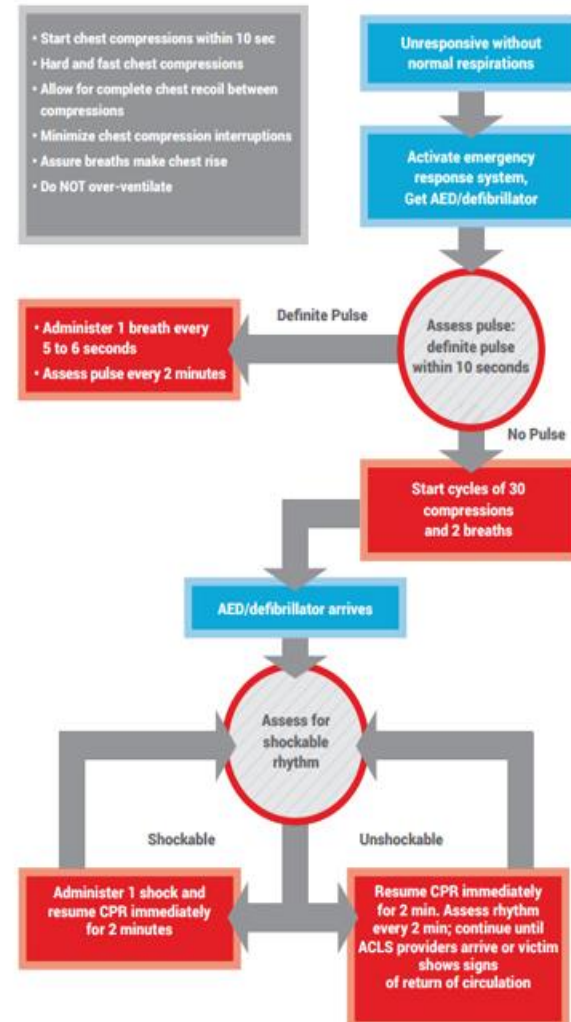 • Start chest compressions within 10 sec
• Hard and fast chest compressions
• Allow for complete chest recoil between
compressions
• Minimize chest compression interruptions
• Assure breaths make chest rise
• Do NOT over-ventilate
Unresponsive without
normal respirations
Activate emergency
response system,
Get AED/defibrillator
Assess pulse:
definite pulse
within 10 seconds
Definite Pulse
• Administer 1 breath every
5 to 6 seconds
• Assess pulse every 2 minutes
No Pulse
Start cycles of 30
compressions
and 2 breaths
AED/defibrillator arrives
Assess for
shockable
rhythm
Shockable
Unshockable
Administer 1 shock and
resume CPR immediately
for 2 minutes
Resume CPR immediately
for 2 min. Assess rhythm
every 2 min; continue until
ACLS providers arrive or victim
shows signs
of return of circulation